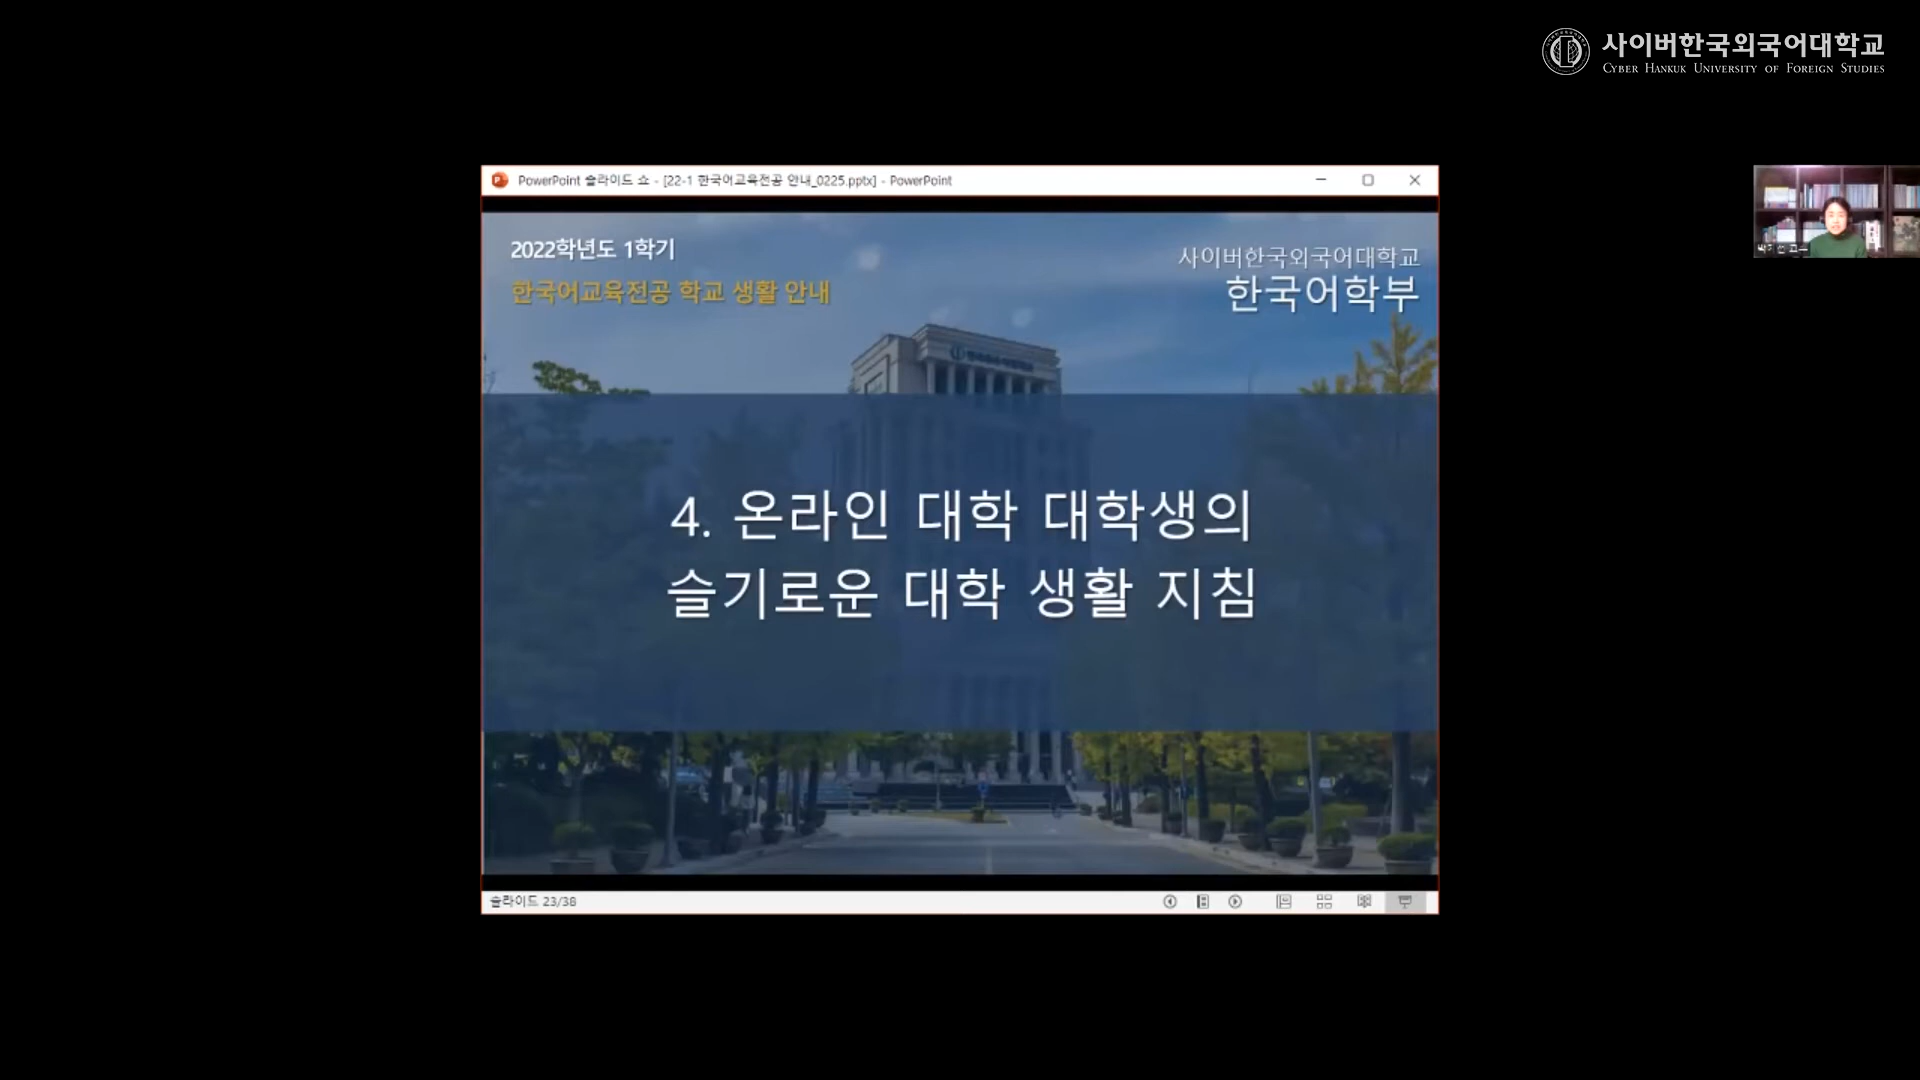 사이버한국외국어대학교
CYBER HANKUK UNIVERSITY OF FOREIGN STUDIES
PowerPoint 슬라이드 쇼 - [22-1 한국어교육전공 안내_0225.pptx] - PowerPoint
2022학년도 1학기
한국어교육전공 학교 생활 안내
사이버한국외국어대학교
한국어학부
4. 온라인 대학 대학생의
슬기로운 대학 생활 지침
슬라이드 23/38